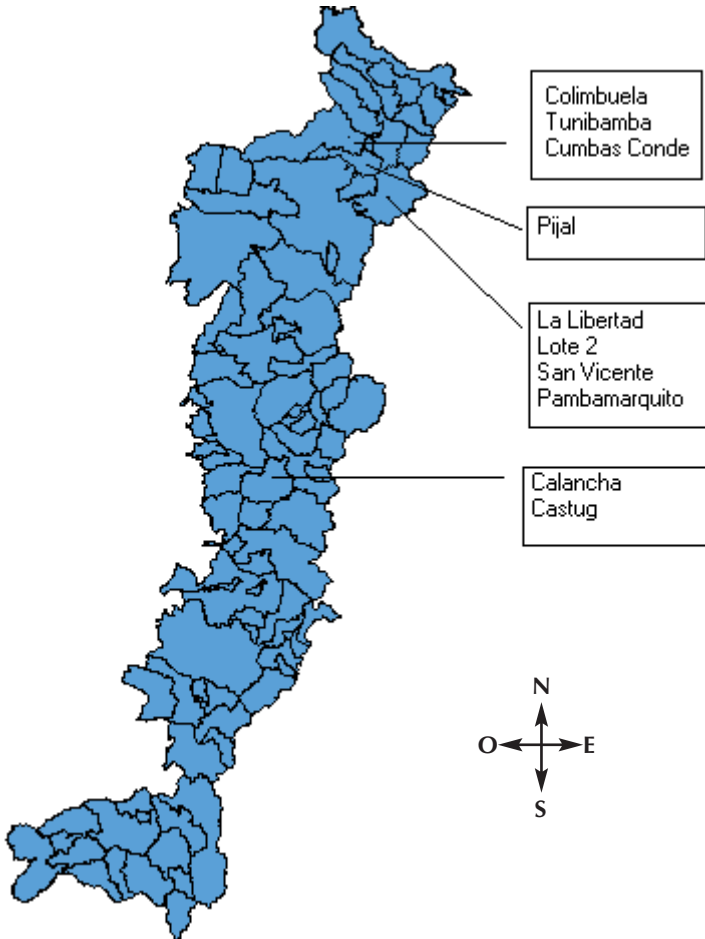 Colimbuela
Tunibamba
Cumbas Conde
Pijal
La Libertad
Lote 2
San Vicente
Pambamarquito
Calancha
Castug
N
O E
S